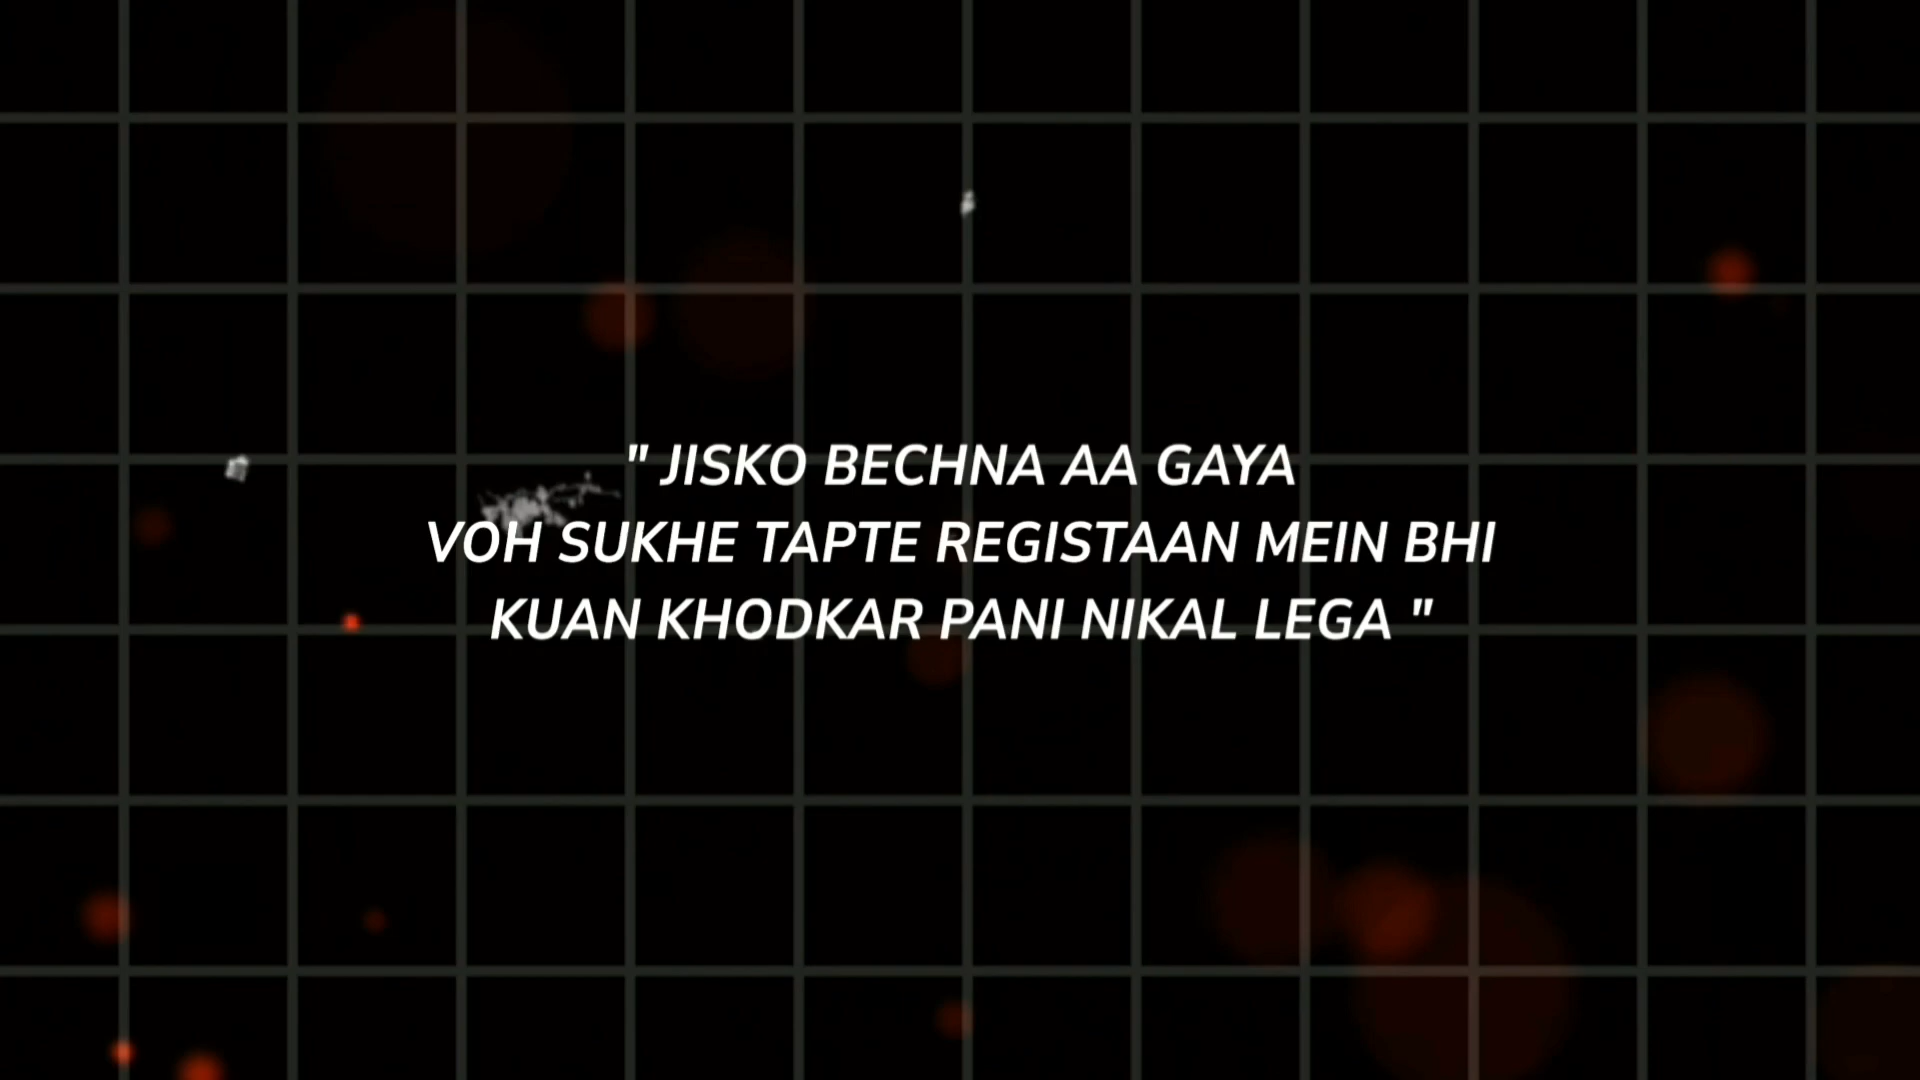 " JISKO BECHNA AA GAYA
VOH SUKHE TAPTE REGISTAAN MEIN BHI
KUAN KHODKAR PANI NIKAL LEGA "